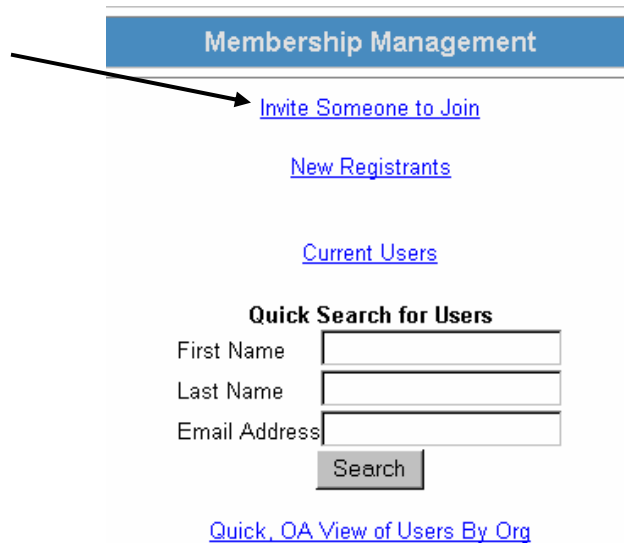 Membership Management
Invite Someone to Join
New Registrants
Current Users
Quick Search for Users
First Name
Last Name
Email Address
Search
Quick, OA View of Users By Org